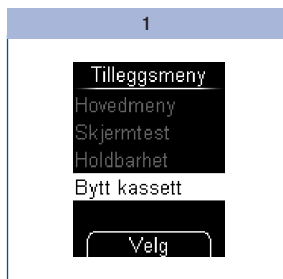 1
Tilleggsmeny
Hovedmeny
Skjermtest
Holdbarhet
Bytt kassett
Velg